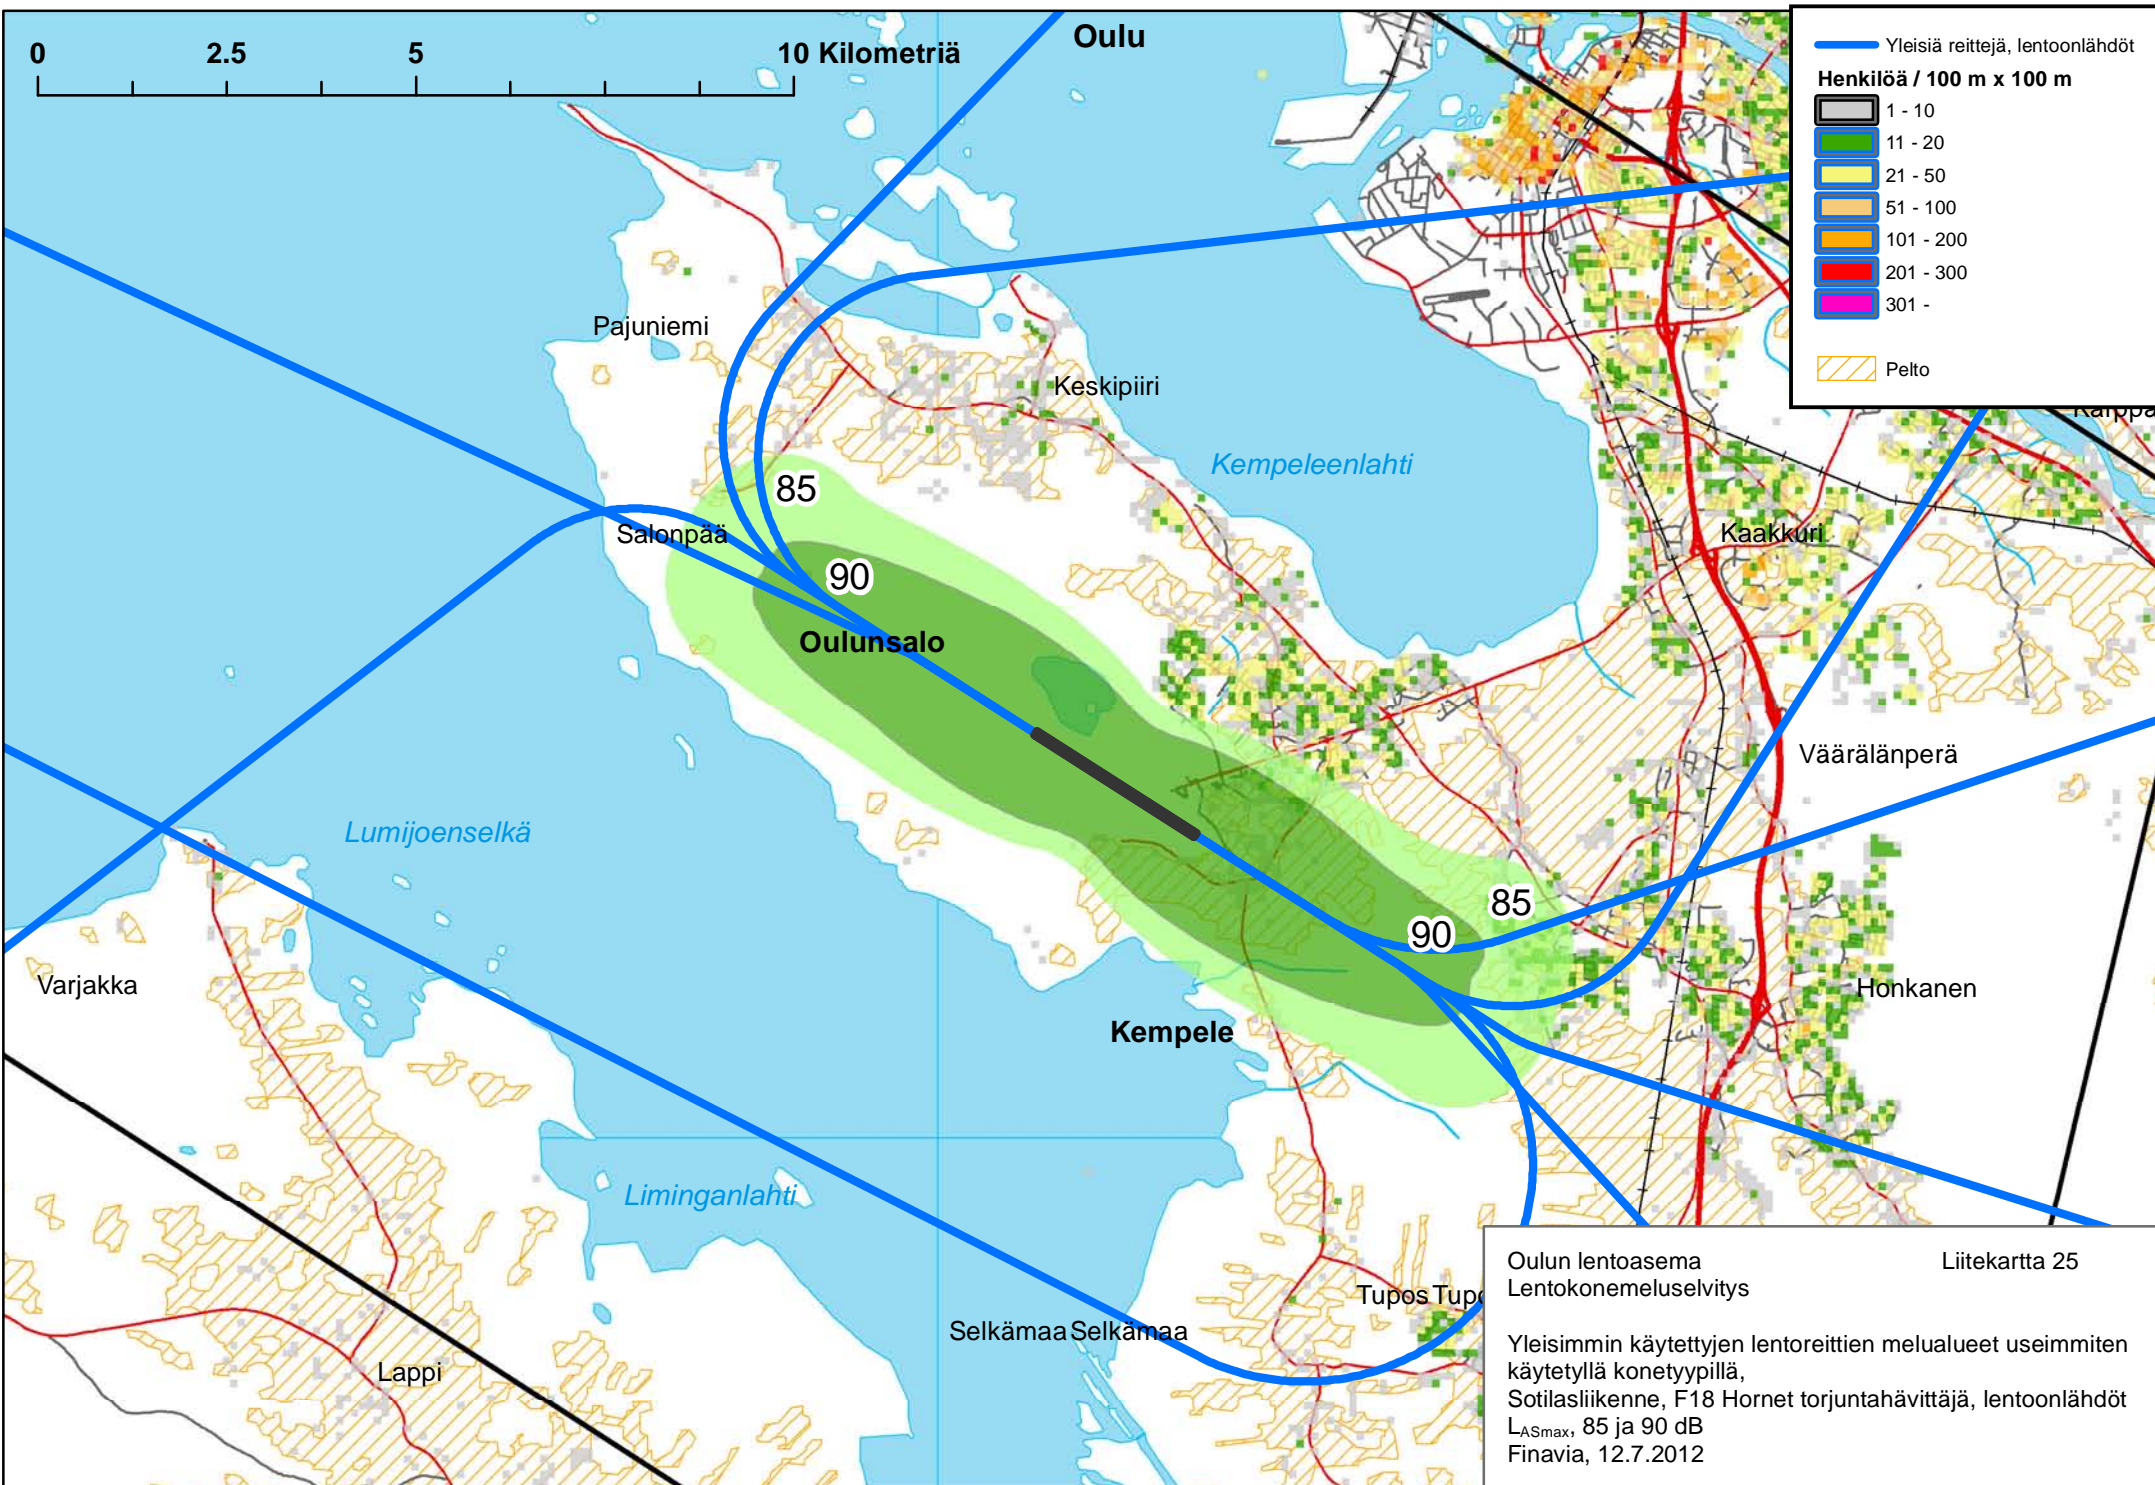 0 2.5 5 10 Kilometriä
Oulu
Yleisiä reittejä, lentoonlähdöt
Henkilöä / 100 m x 100 m
1 - 10
11 - 20
21 - 50
51 - 100
101 - 200
201 - 300
301 -
Pelto
Pajuniemi
Keskipiiri
Kempeleenlahti
85
Salonpää
Kaakkuri
90
Oulunsalo
Väärälänperä
Lumijoenselkä
85
90
Varjakka
Honkanen
Kempele
Liminganlahti
Tupos
Selkämaa Selkämaa
Lappi
Oulun lentoasema Liitekartta 25
Lentokonemeluselvitys
Yleisimmin käytettyjen lentoreittien melualueet useimmiten
käytetyllä konetyypillä,
Sotilasliikenne, F18 Hornet torjuntahävittäjä, lentoonlähdöt
LASmax, 85 ja 90 dB
Finavia, 12.7.2012